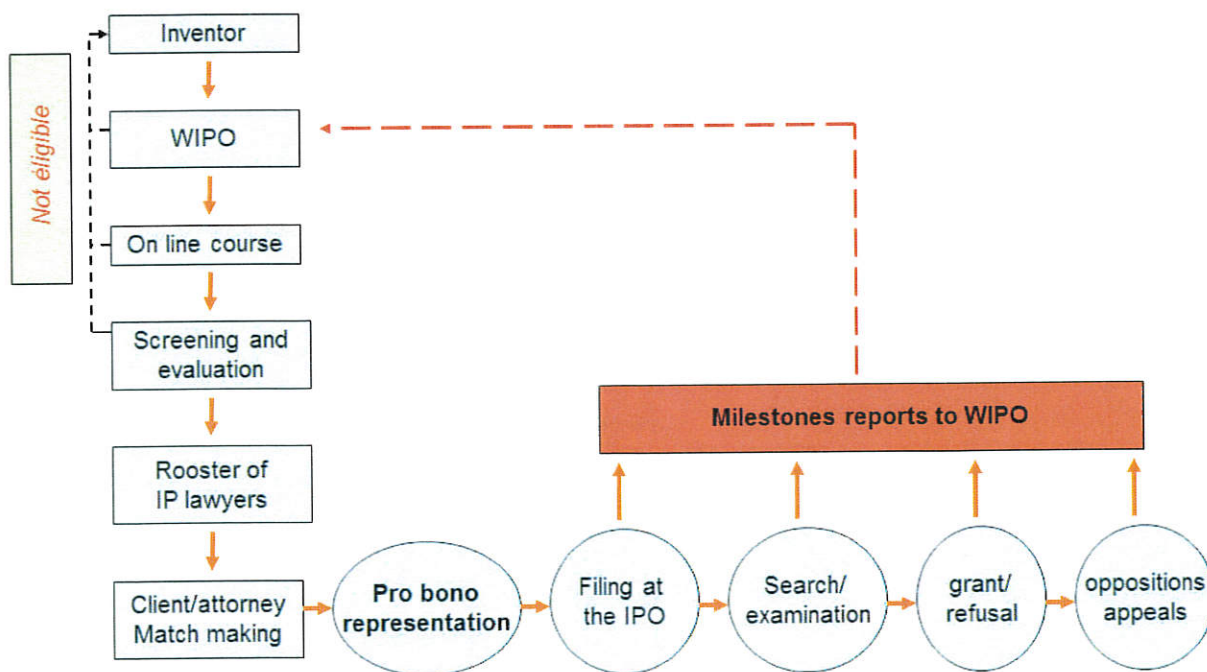 Inventor
Not éligible
WIPO
On line course
Screening and
evaluation
Milestones reports to WIPO
Rooster of
IP lawyers
Client/attorney
Match making
Pro bono
representation
Filing at
the IPO
Search/
examination
grant/
refusal
oppositions
appeals